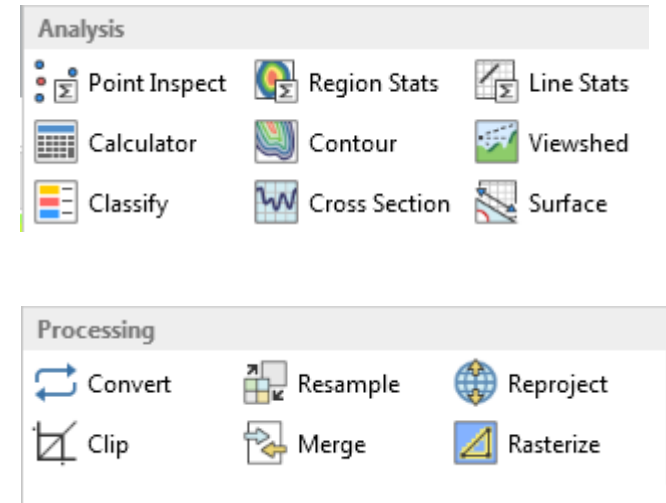 Analysis
Point Inspect Region Stats Line Stats
Calculator Contour Viewshed
Classify Cross Section Surface
Processing
Convert Resample Reproject
Clip Merge Rasterize